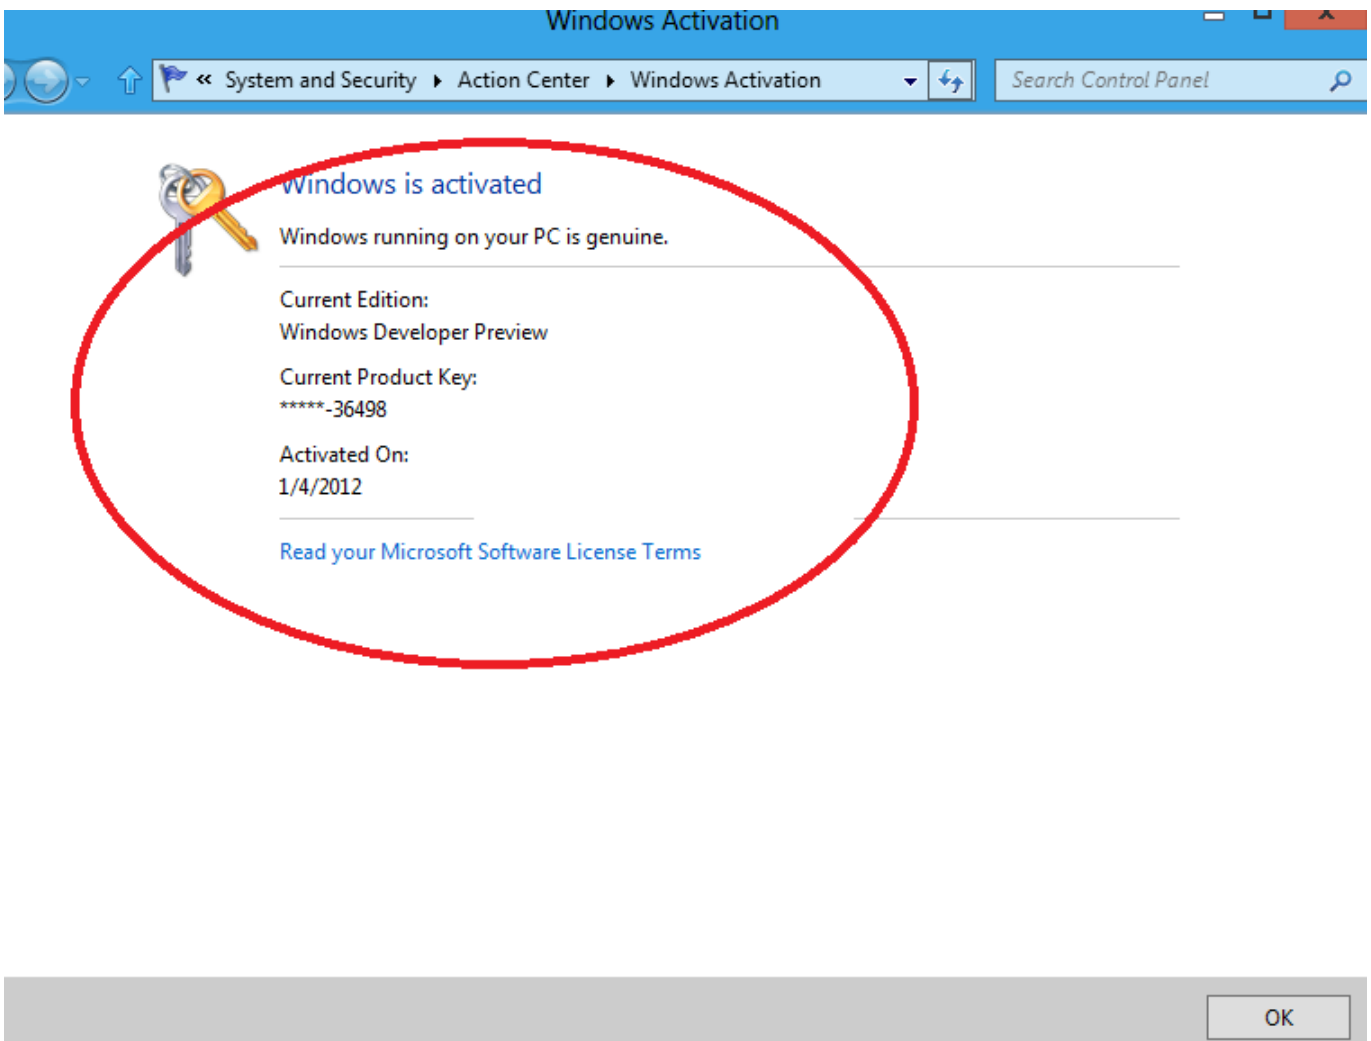 Windows Activation
« System and Security ▸ Action Center ▸ Windows Activation
Search Control Panel
Windows is activated
Windows running on your PC is genuine.
Current Edition:
Windows Developer Preview
Current Product Key:
*****-36498
Activated On:
1/4/2012
Read your Microsoft Software License Terms
OK